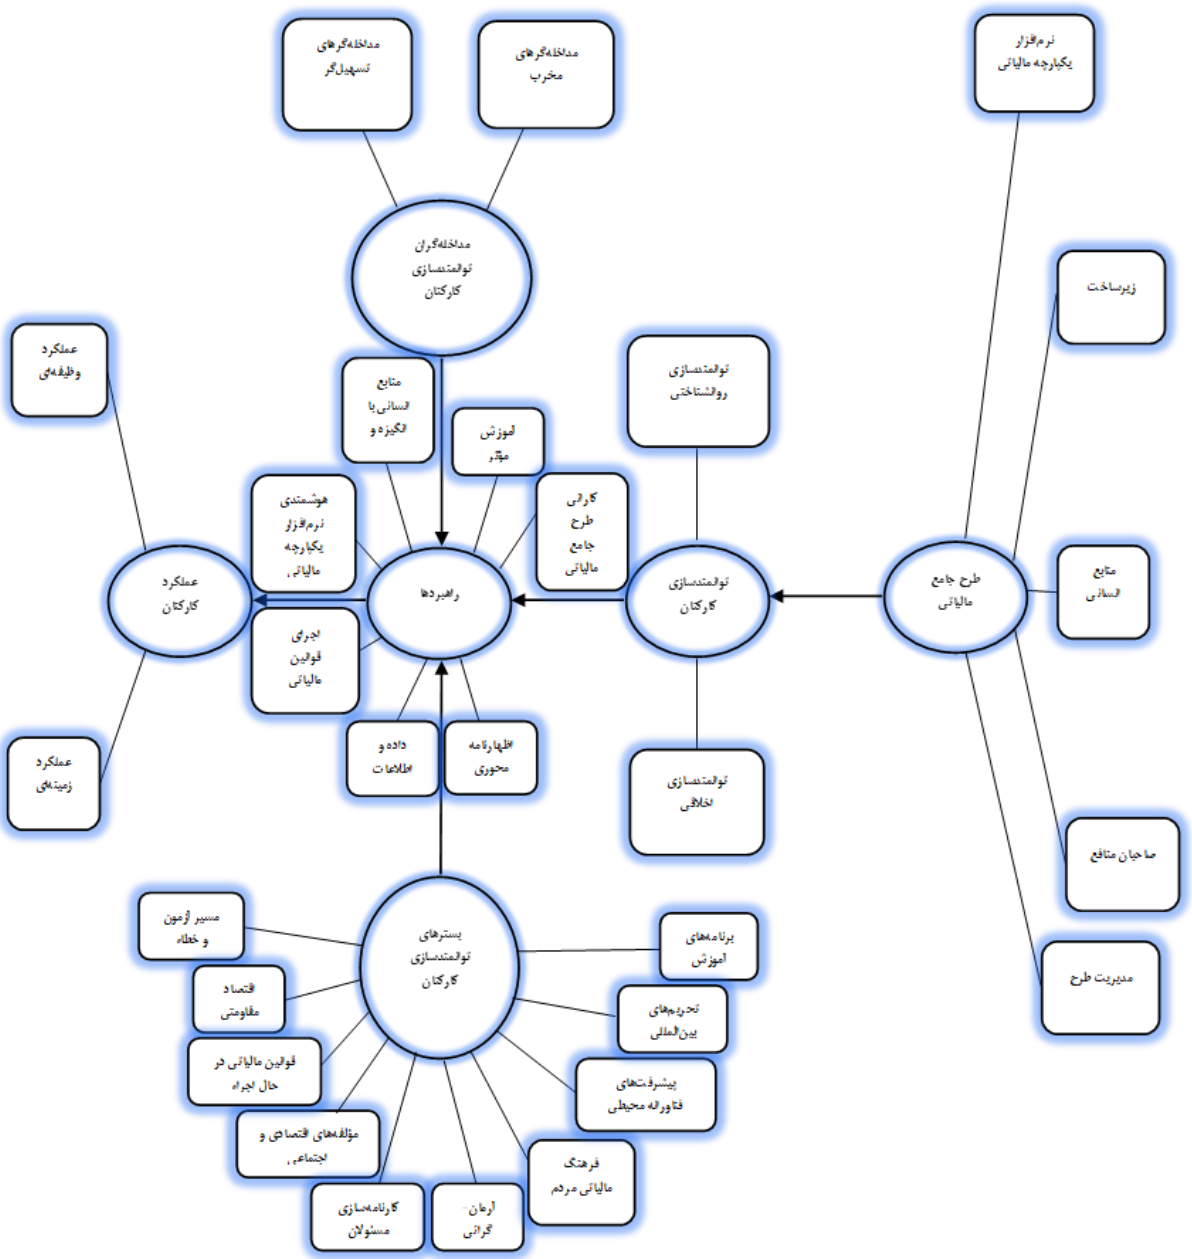 مداخله‌گرهای
تسهیل‌گر
مداخله‌گرهای
مخرب
نرم‌افزار
یکپارچه مالیاتی
مداخله‌گران
توانمندسازی
کارکنان
زیرساخت
عملکرد
وظیفه‌ای
منابع
انسانی با
انگیزه و
آموزش
مؤثر
توانمندسازی
روانشناختی
هوشمندی
نرم‌افزار
یکپارچه
مالیاتی
کارائی
طرح
جامع
مالیاتی
عملکرد
کارکنان
راهبردها
توانمندسازی
کارکنان
طرح جامع
مالیاتی
منابع
انسانی
اجرای
قوانین
مالیاتی
داده و
اطلاعات
اظهارنامه
محوری
عملکرد
زمینه‌ای
توانمندسازی
اخلاقی
صاحبان منافع
مدیریت طرح
بسترهای
توانمندسازی
کارکنان
مسیر آزمون
و خطاء
برنامه‌های
آموزش
اقتصاد
مقاومتی
تحریم‌های
بین‌المللی
قوانین مالیاتی در
حال اجراء
پیشرفت‌های
فناورانه محیطی
مؤلفه‌های اقتصادی و
اجتماعی
فرهنگ
مالیاتی مردم
کارنامه‌سازی
مسئولان
آرمان-
گرائی